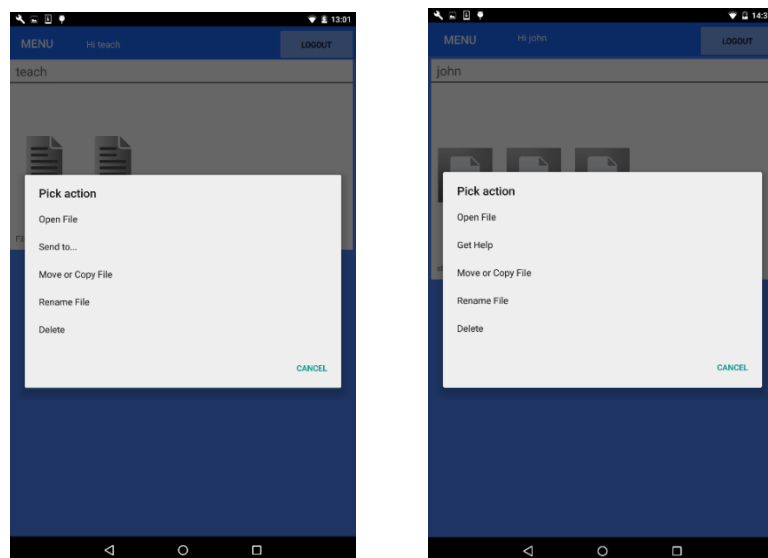 13:01
MENU Hi teach LOGOUT
teach
Pick action
Open File
Send to...
Move or Copy File
Rename File
Delete
CANCEL
14:3
MENU Hi john LOGOUT
john
Pick action
Open File
Get Help
Move or Copy File
Rename File
Delete
CANCEL